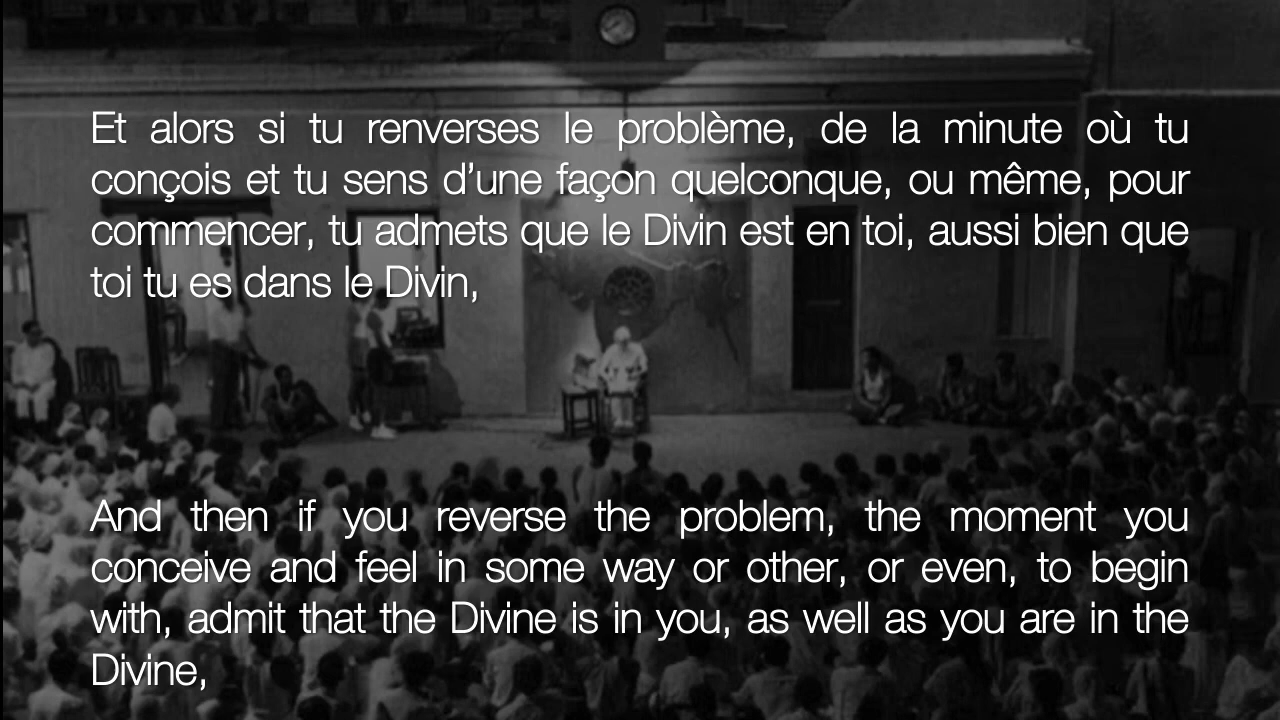 Et alors si tu renverses le problème, de la minute où tu
conçois et tu sens d’une façon quelconque, ou même, pour
commencer, tu admets que le Divin est en toi, aussi bien que
toi tu es dans le Divin,
And then if you reverse the problem, the moment you
conceive and feel in some way or other, or even, to begin
with, admit that the Divine is in you, as well as you are in the
Divine,